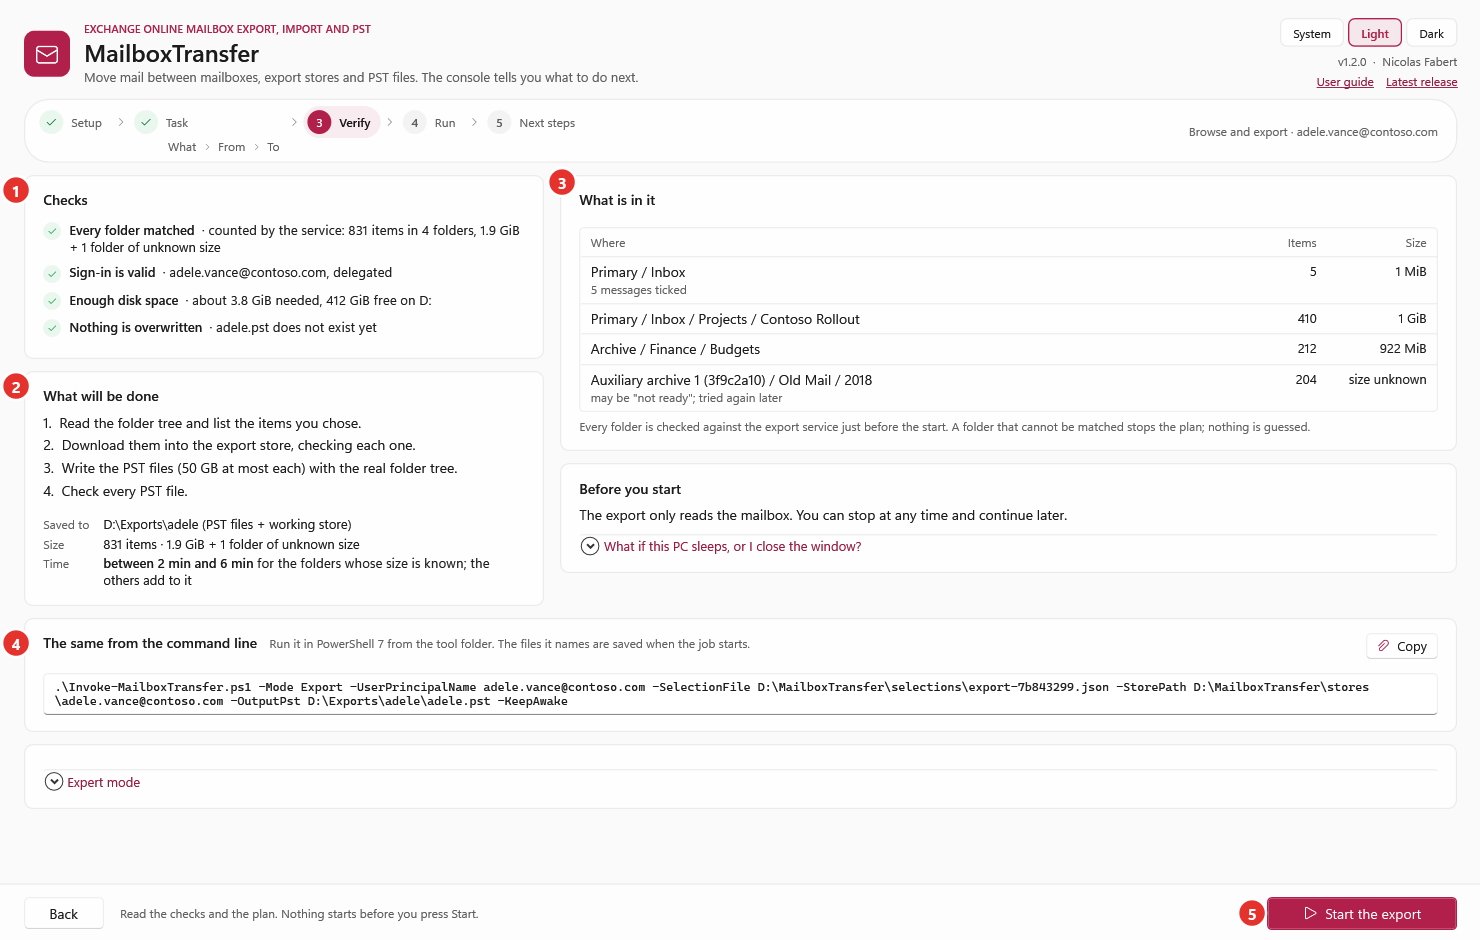 EXCHANGE ONLINE MAILBOX EXPORT, IMPORT AND PST
MailboxTransfer
Move mail between mailboxes, export stores and PST files. The console tells you what to do next.
System
Light
Dark
v1.2.0 · Nicolas Fabert
User guide
Latest release
Setup
Task
3 Verify
4 Run
5 Next steps
What > From > To
Browse and export · adele.vance@contoso.com
1
Checks
Every folder matched · counted by the service: 831 items in 4 folders, 1.9 GiB
+ 1 folder of unknown size
Sign-in is valid · adele.vance@contoso.com, delegated
Enough disk space · about 3.8 GiB needed, 412 GiB free on D:
Nothing is overwritten · adele.pst does not exist yet
2
What will be done
1. Read the folder tree and list the items you chose.
2. Download them into the export store, checking each one.
3. Write the PST files (50 GB at most each) with the real folder tree.
4. Check every PST file.
Saved to D:\Exports\adele (PST files + working store)
Size 831 items · 1.9 GiB + 1 folder of unknown size
Time between 2 min and 6 min for the folders whose size is known; the
others add to it
3
What is in it
Where Items Size
Primary / Inbox 5 1 MiB
5 messages ticked
Primary / Inbox / Projects / Contoso Rollout 410 1 GiB
Archive / Finance / Budgets 212 922 MiB
Auxiliary archive 1 (3f9c2a10) / Old Mail / 2018 204 size unknown
may be "not ready"; tried again later
Every folder is checked against the export service just before the start. A folder that cannot be matched stops the plan; nothing is guessed.
Before you start
The export only reads the mailbox. You can stop at any time and continue later.
What if this PC sleeps, or I close the window?
4
The same from the command line Run it in PowerShell 7 from the tool folder. The files it names are saved when the job starts.
Copy
.\Invoke-MailboxTransfer.ps1 -Mode Export -UserPrincipalName adele.vance@contoso.com -SelectionFile D:\MailboxTransfer\selections\export-7b843299.json -StorePath D:\MailboxTransfer\stores
\adele.vance@contoso.com -OutputPst D:\Exports\adele\adele.pst -KeepAwake
Expert mode
Back
Read the checks and the plan. Nothing starts before you press Start.
5
Start the export